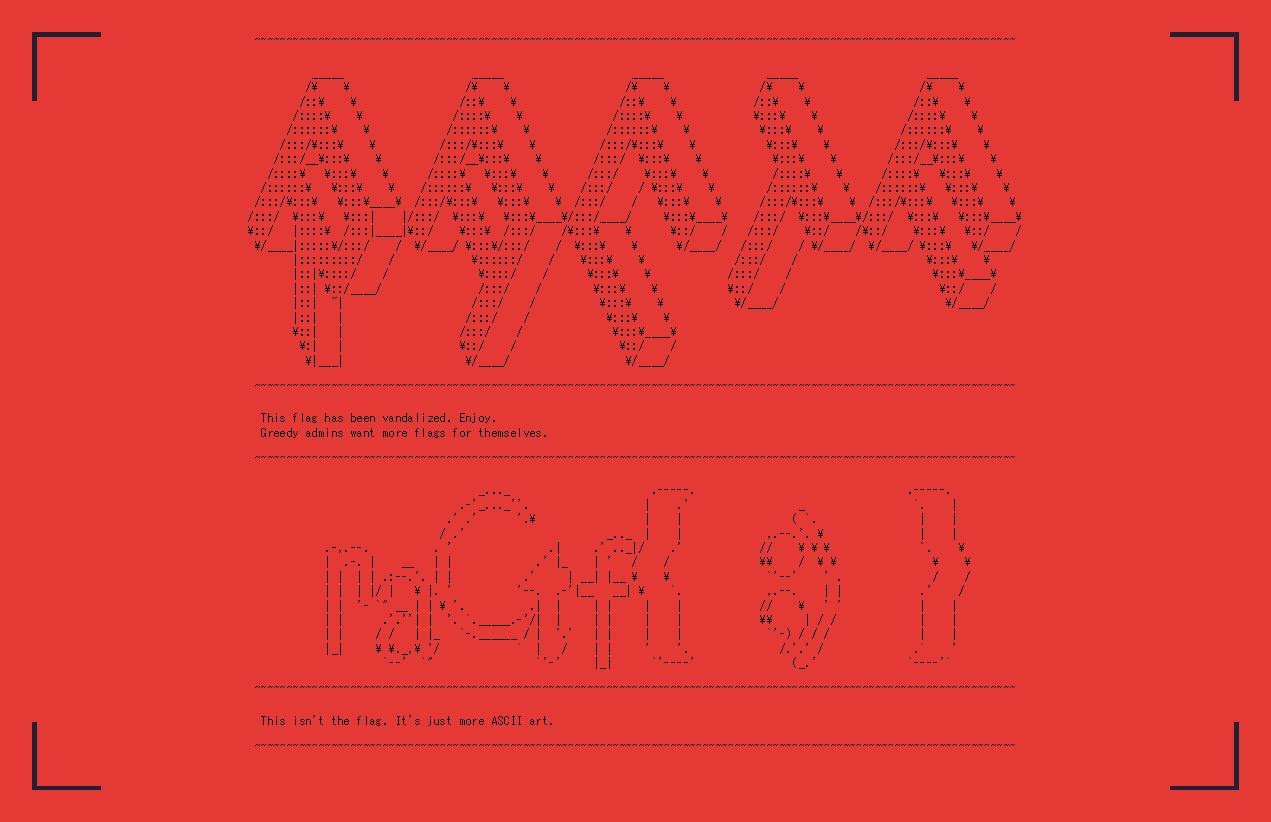 This flag has been vandalized. Enjoy.
Greedy admins want more flags for themselves.
raCtf{:)}
This isn't the flag. It's just more ASCII art.